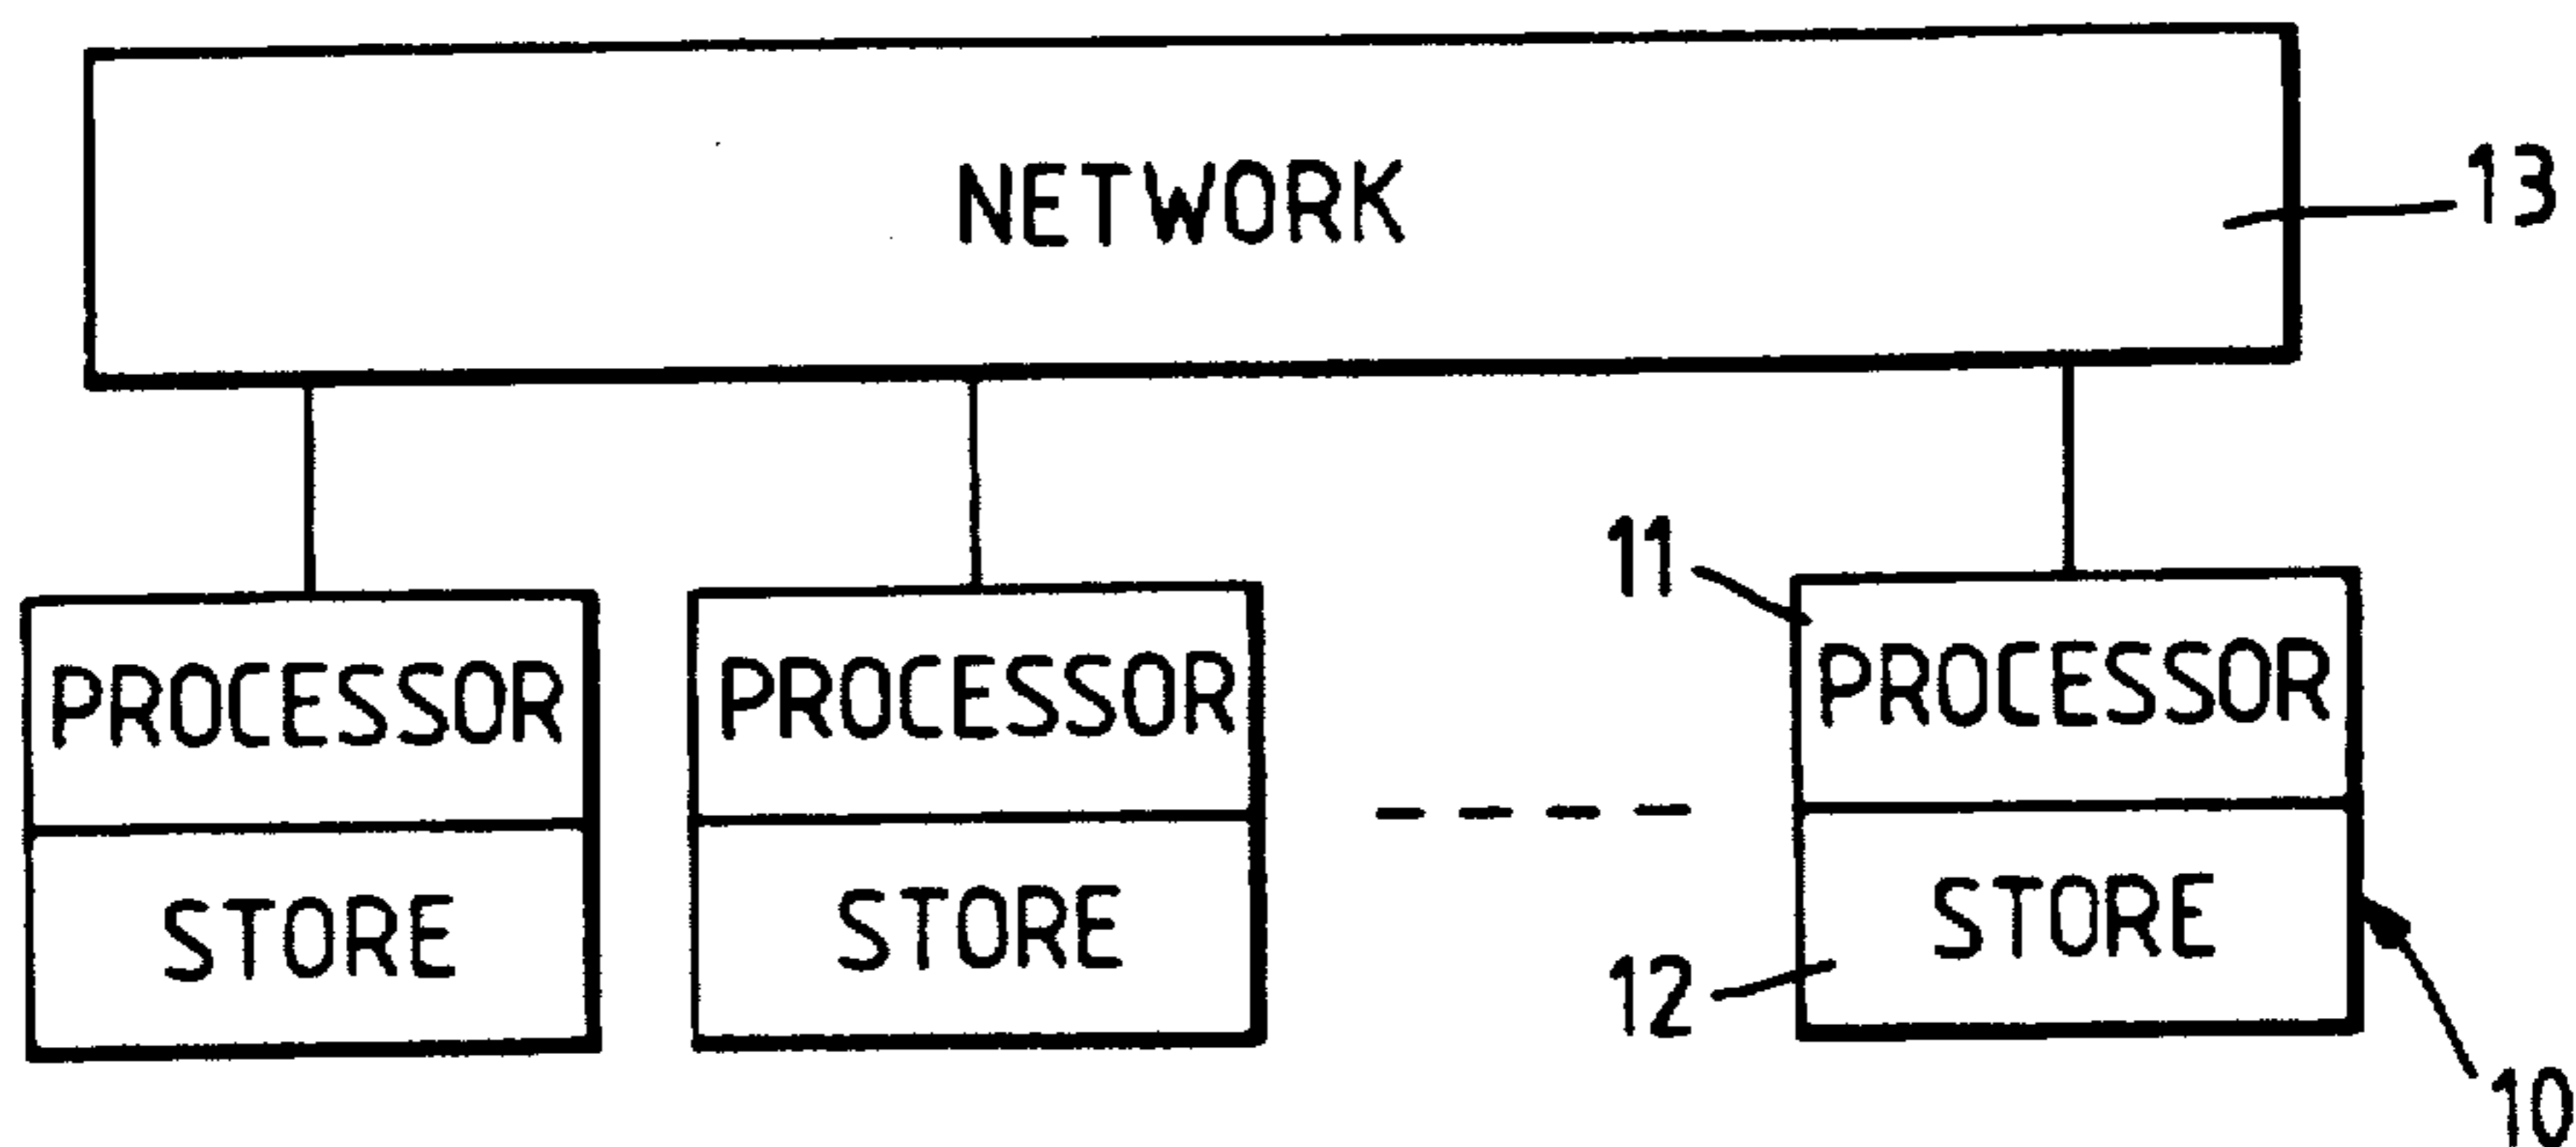 NETWORK
13
11
PROCESSOR PROCESSOR PROCESSOR
STORE STORE STORE
12
10